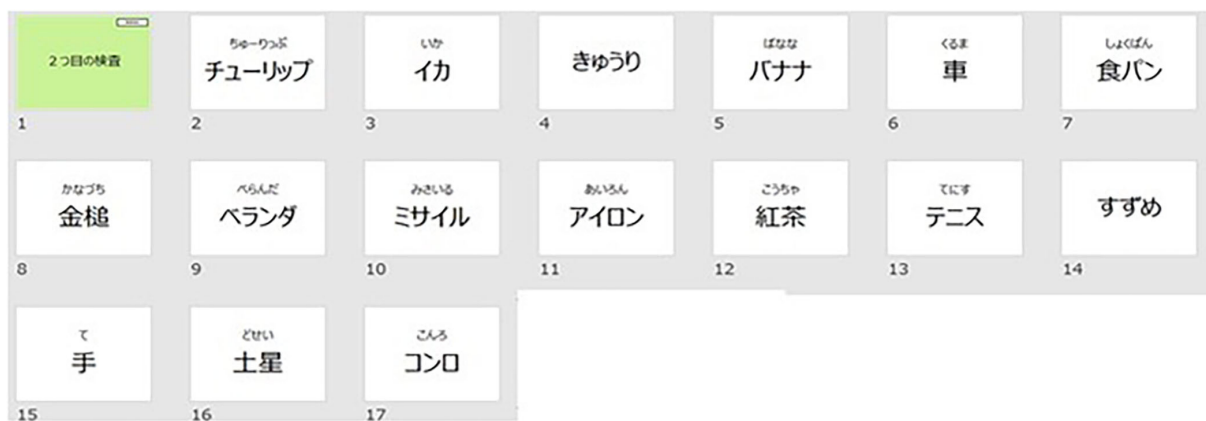 2つ目の検査
1
ちゅーりっぷ
チューリップ
2
いか
イカ
3
きゅうり
4
ばなな
バナナ
5
くるま
車
6
しょくぱん
食パン
7
かなづち
金槌
8
べらんだ
ベランダ
9
みさいる
ミサイル
10
あいろん
アイロン
11
こうちゃ
紅茶
12
てにす
テニス
13
すずめ
14
て
手
15
どせい
土星
16
こんろ
コンロ
17